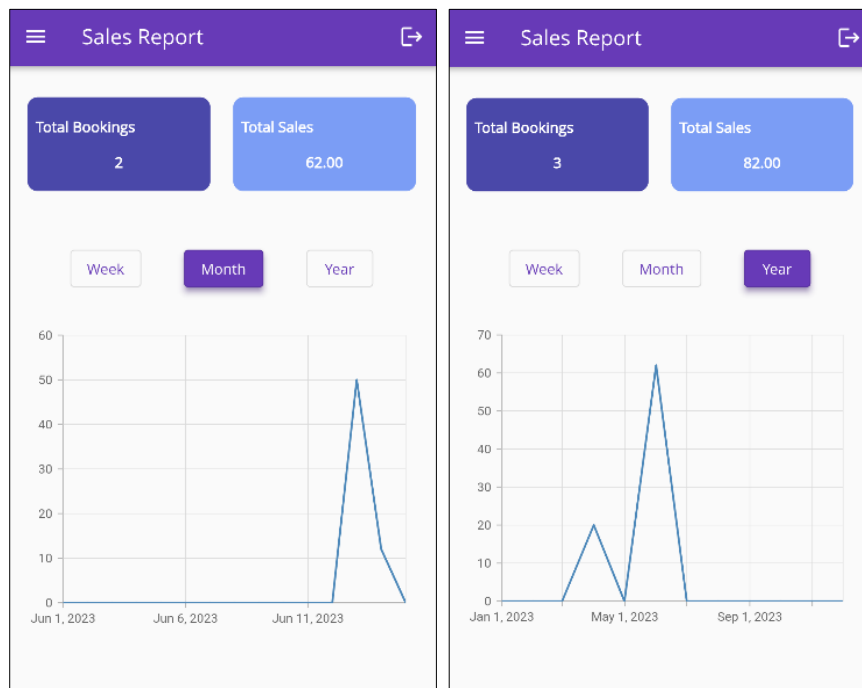 Sales Report
Total Bookings
2
Total Sales
62.00
Week
Month
Year
60
50
40
30
20
10
0
Jun 1, 2023
Jun 6, 2023
Jun 11, 2023
Sales Report
Total Bookings
3
Total Sales
82.00
Week
Month
Year
70
60
50
40
30
20
10
0
Jan 1, 2023
May 1, 2023
Sep 1, 2023